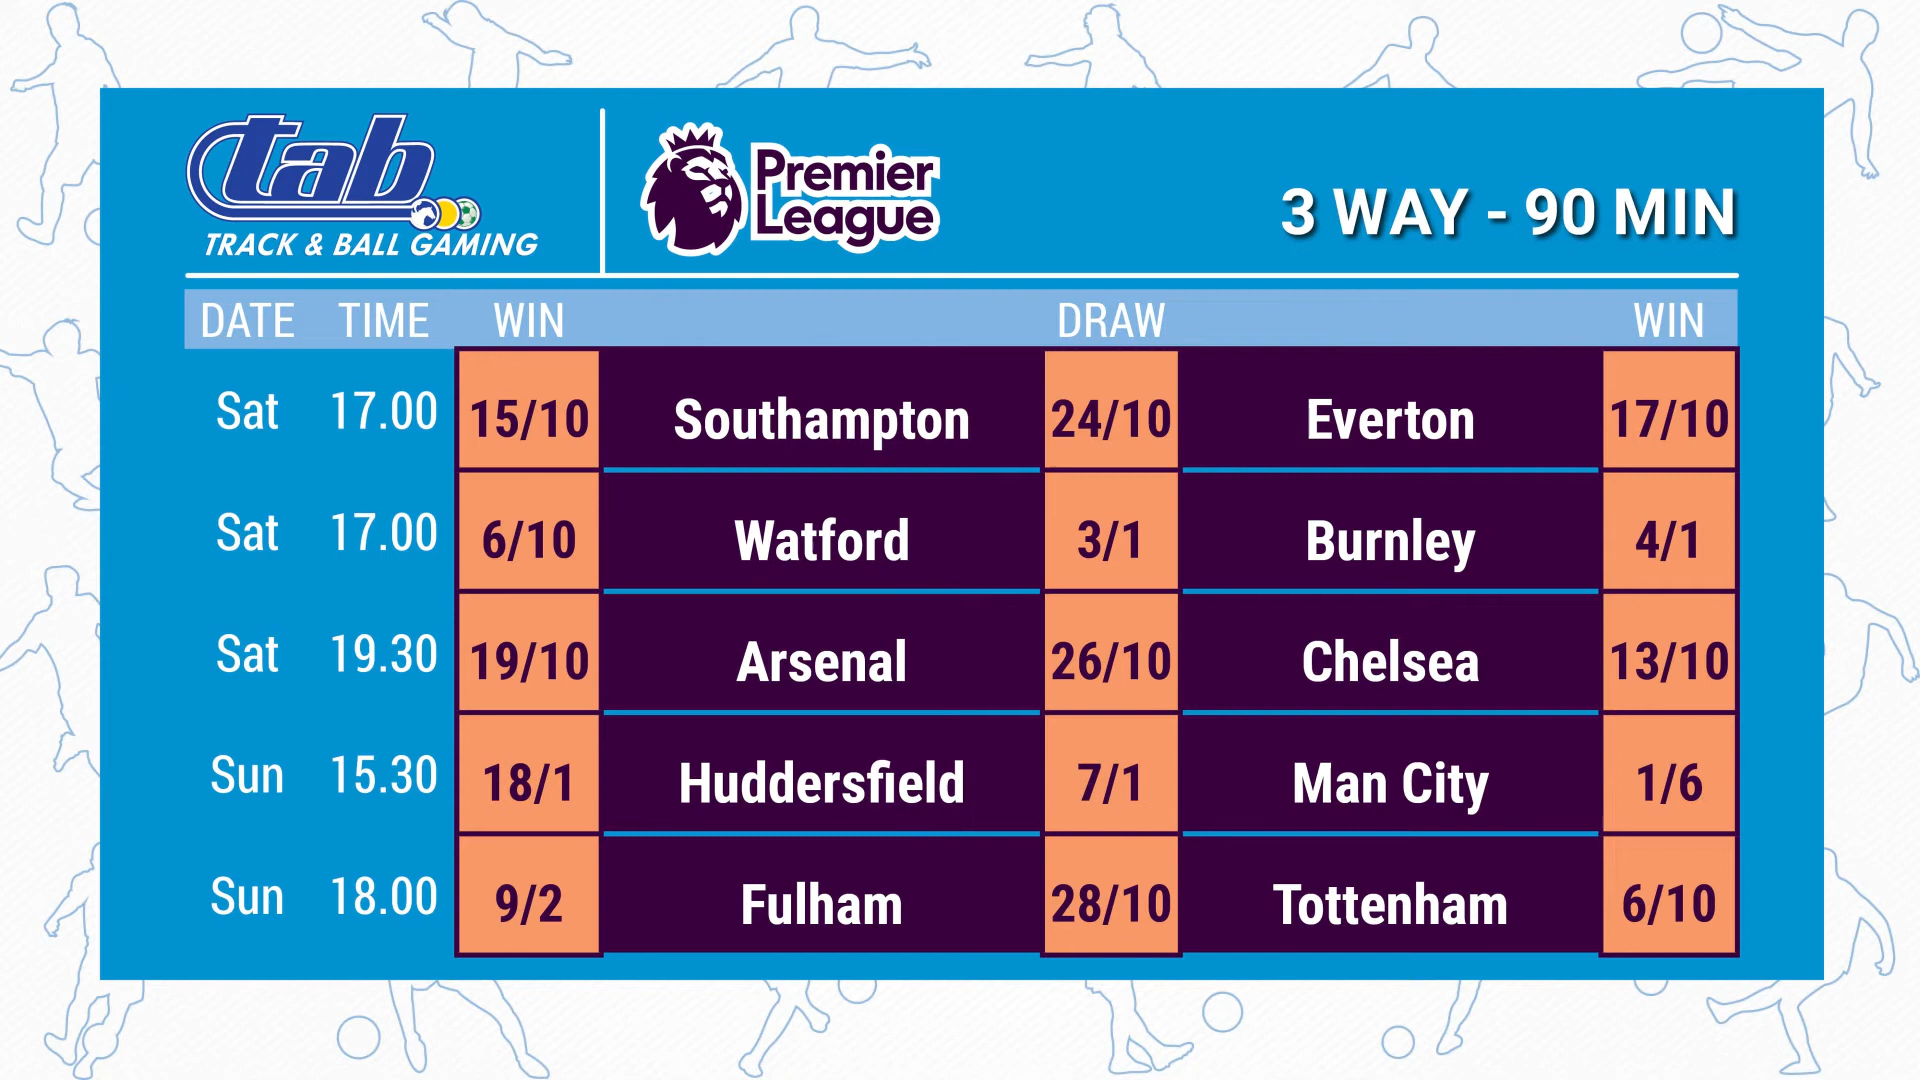 tab
TRACK & BALL GAMING
Premier
League
3 WAY - 90 MIN
DATE TIME WIN DRAW WIN
Sat 17.00 15/10 Southampton 24/10 Everton 17/10
Sat 17.00 6/10 Watford 3/1 Burnley 4/1
Sat 19.30 19/10 Arsenal 26/10 Chelsea 13/10
Sun 15.30 18/1 Huddersfield 7/1 Man City 1/6
Sun 18.00 9/2 Fulham 28/10 Tottenham 6/10